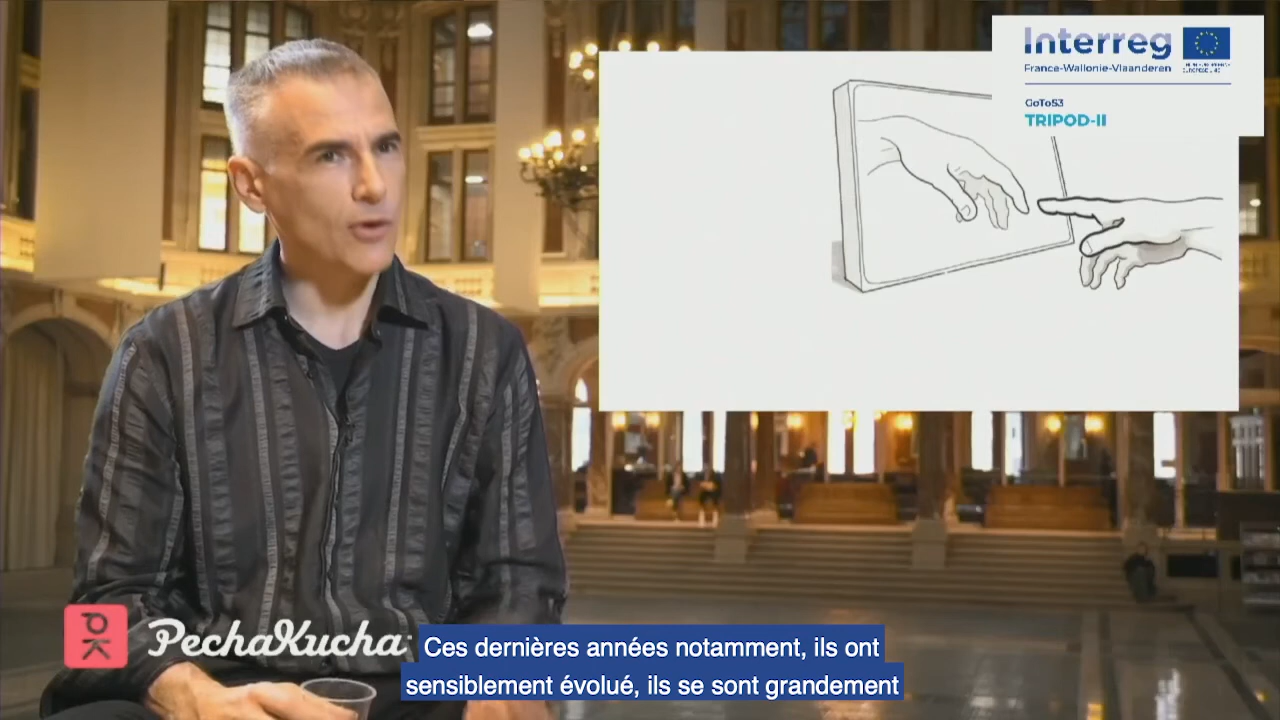 Interreg
France-Wallonie-Vlaanderen
GoToS3
TRIPOD-II
PK
PechaKucha
Ces dernières années notamment, ils ont
sensiblement évolué, ils se sont grandement